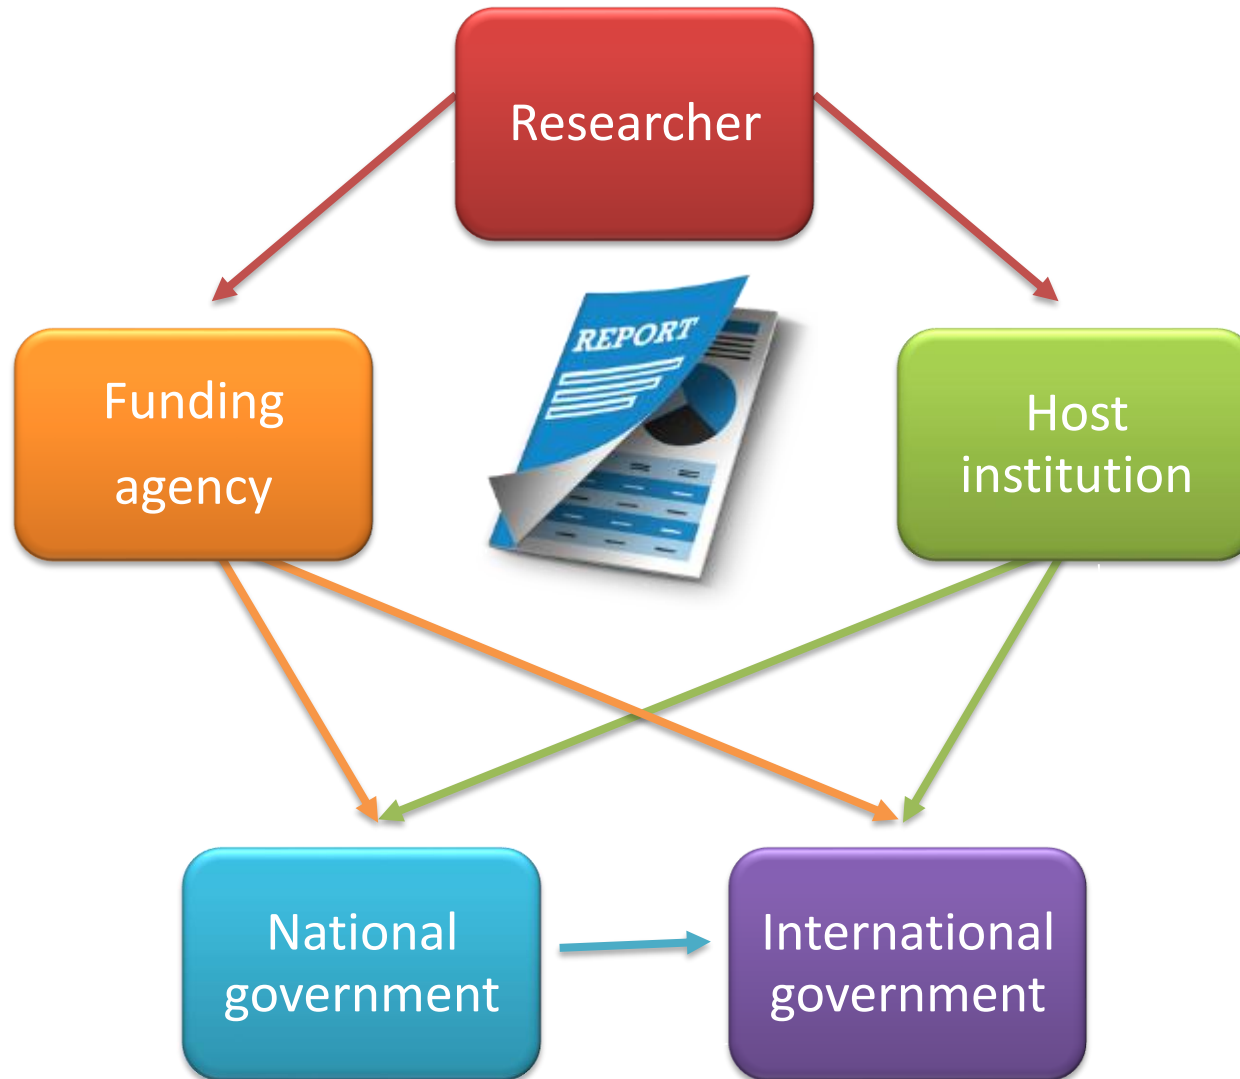 Researcher
REPORT
Funding
agency
Host
institution
National
government
International
government